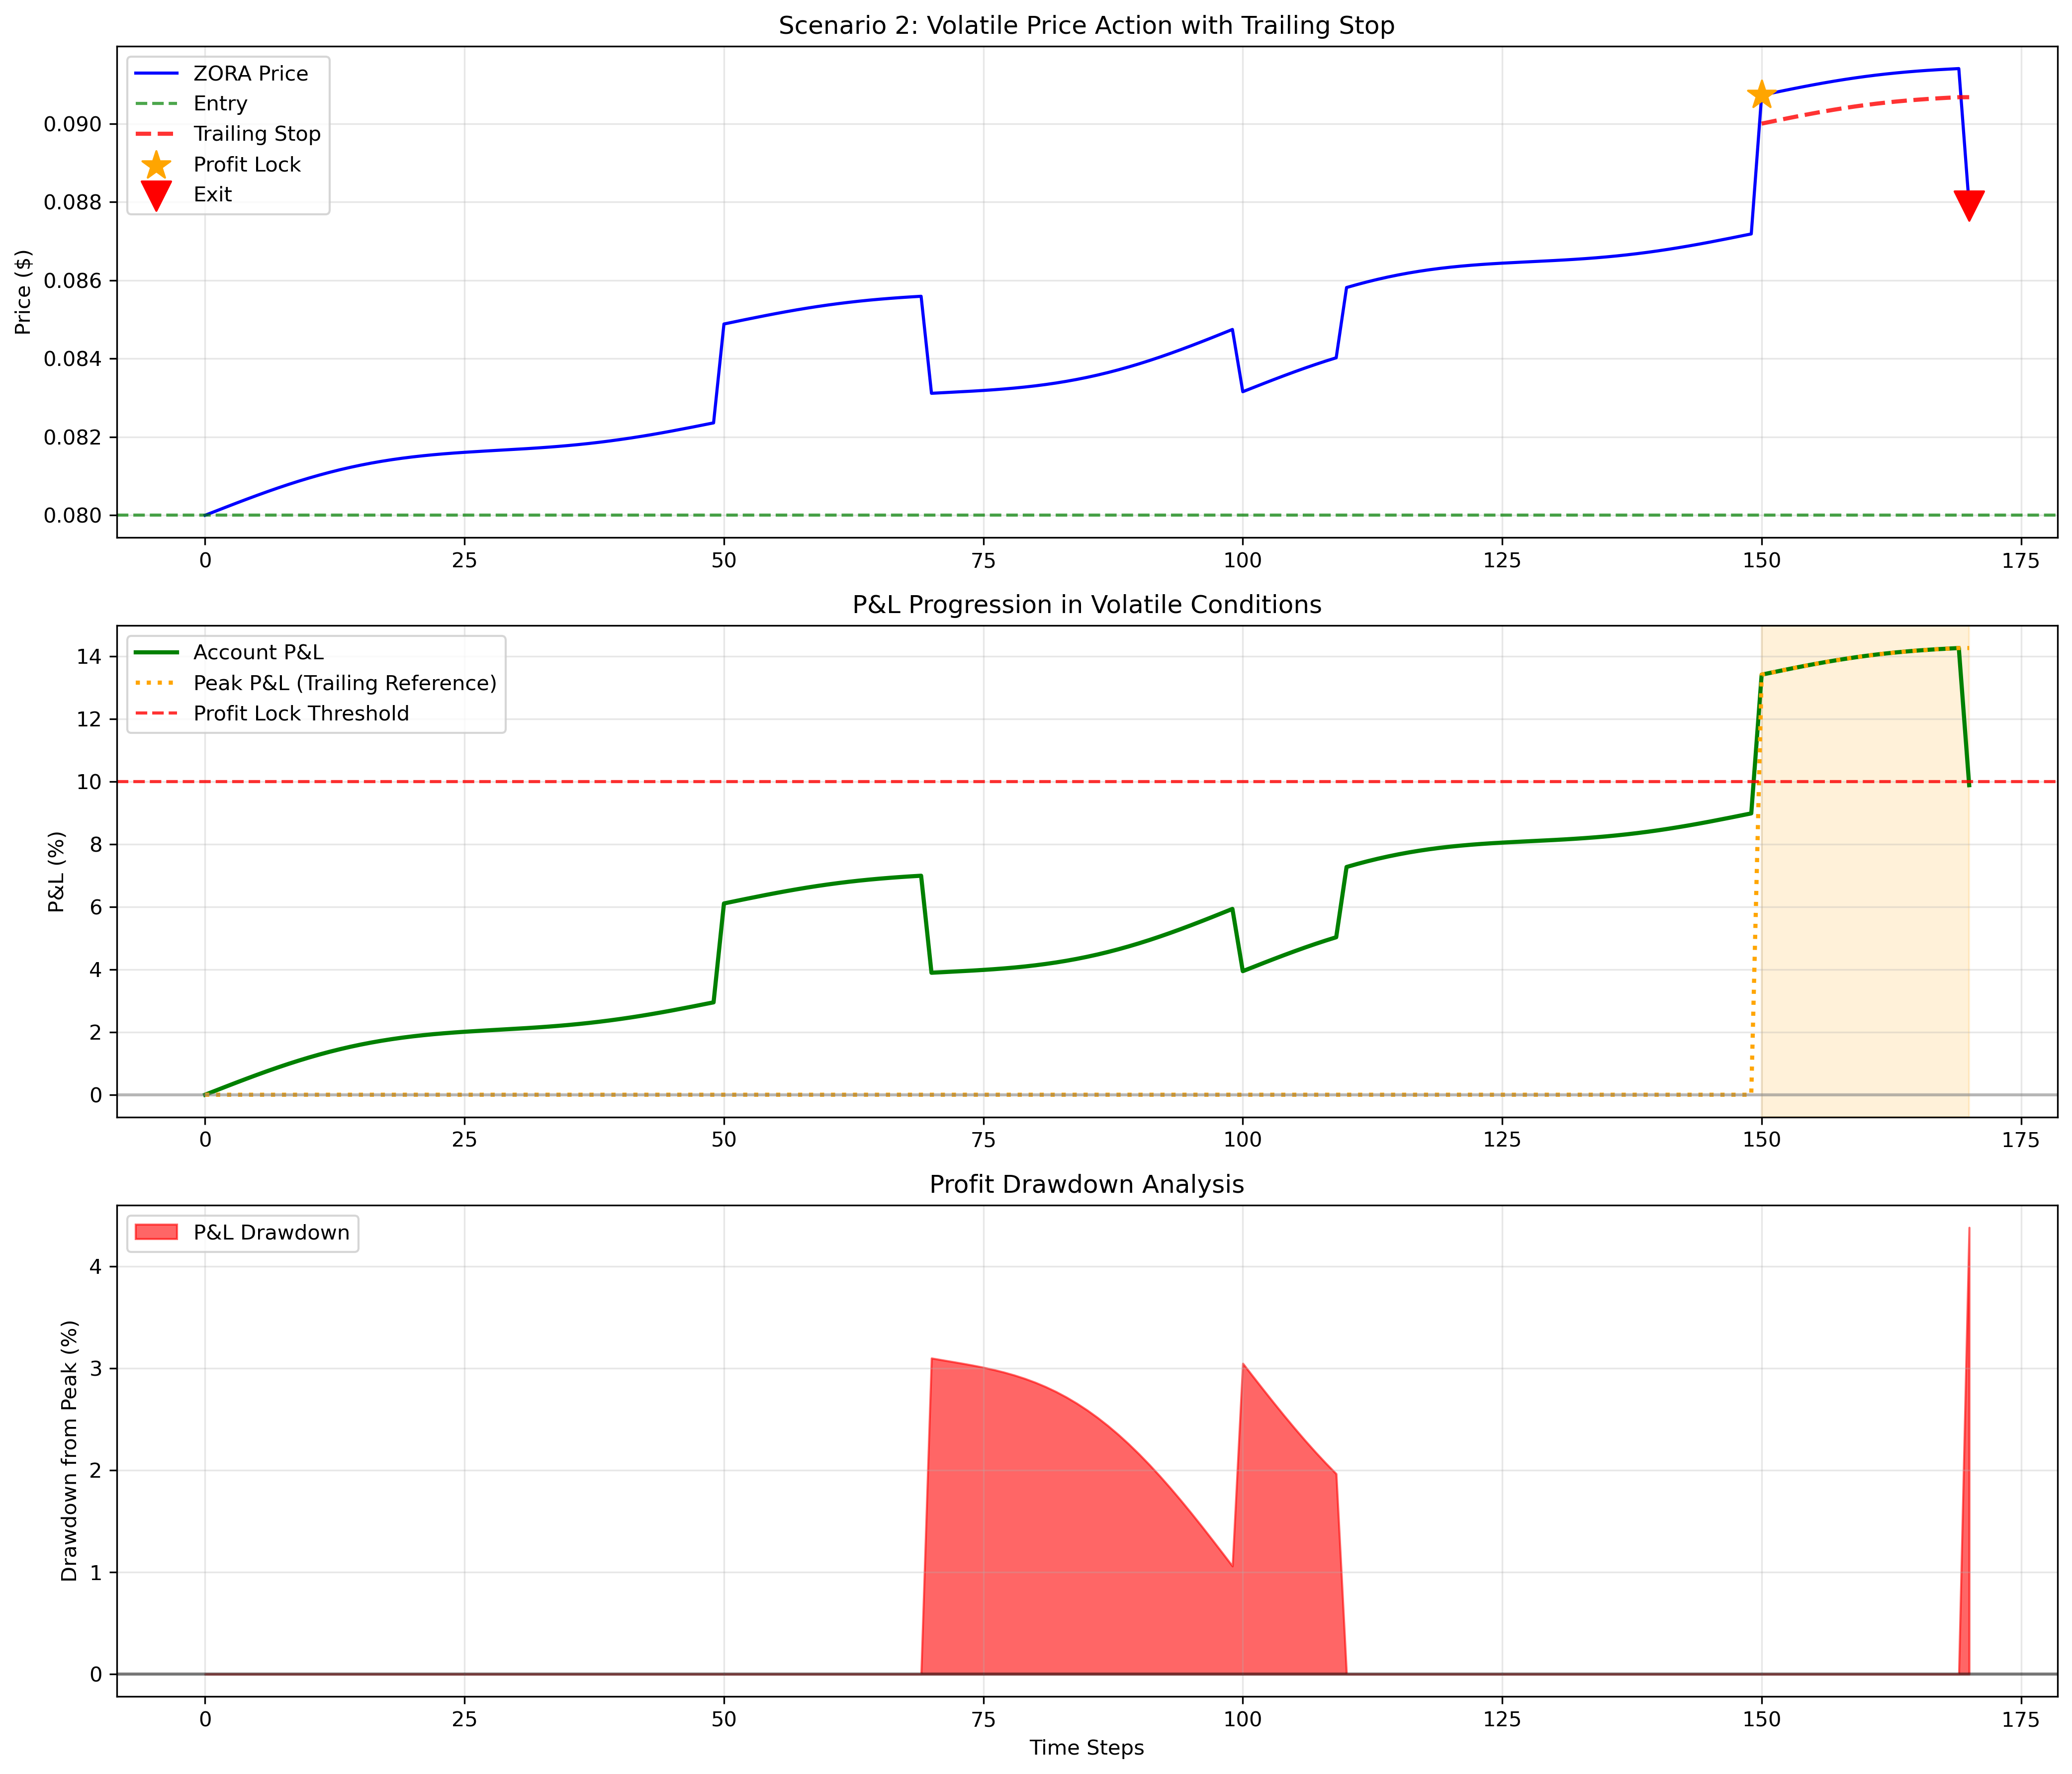 Scenario 2: Volatile Price Action with Trailing Stop
ZORA Price
Entry
Trailing Stop
Profit Lock
Exit
Price ($)
0.090
0.088
0.086
0.084
0.082
0.080
0 25 50 75 100 125 150 175
P&L Progression in Volatile Conditions
Account P&L
Peak P&L (Trailing Reference)
Profit Lock Threshold
P&L (%)
14
12
10
8
6
4
2
0
0 25 50 75 100 125 150 175
Profit Drawdown Analysis
P&L Drawdown
Drawdown from Peak (%)
4
3
2
1
0
0 25 50 75 100 125 150 175
Time Steps